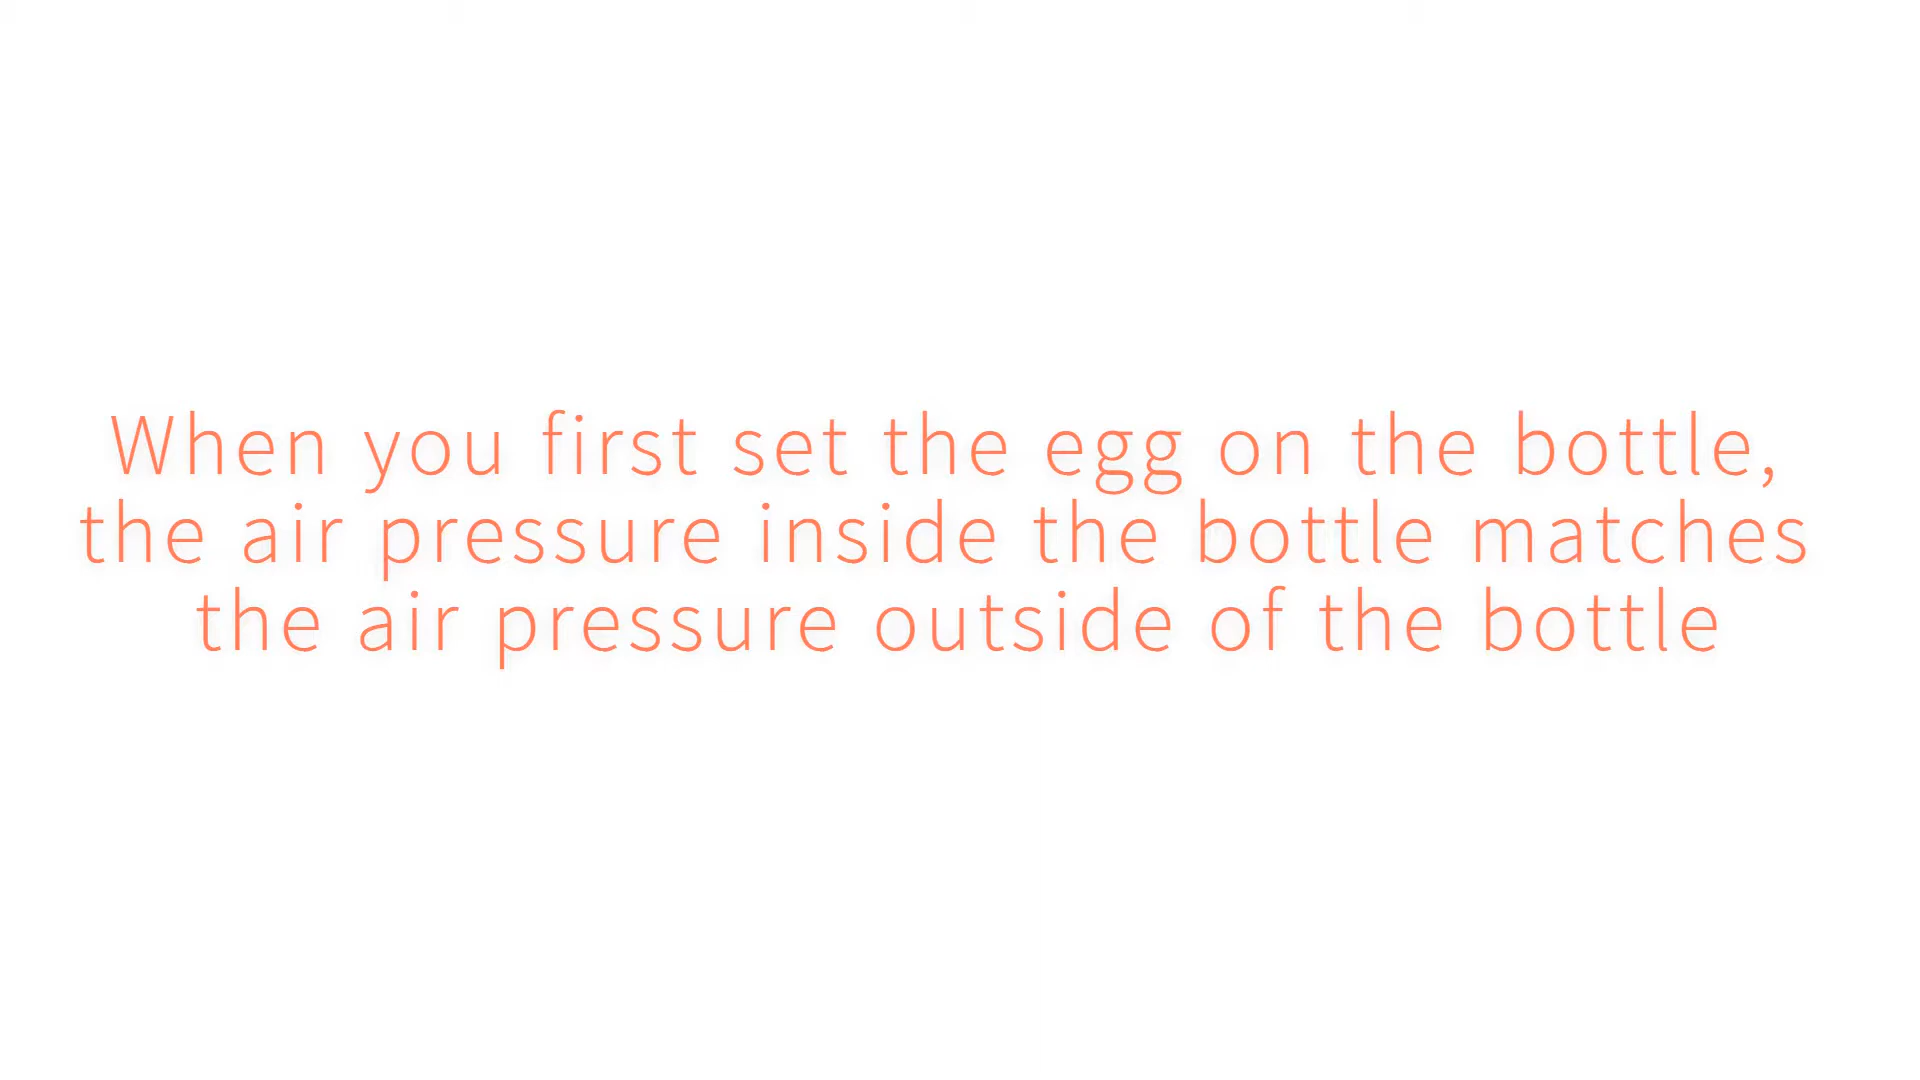 When you first set the egg on the bottle,
the air pressure inside the bottle matches
the air pressure outside of the bottle